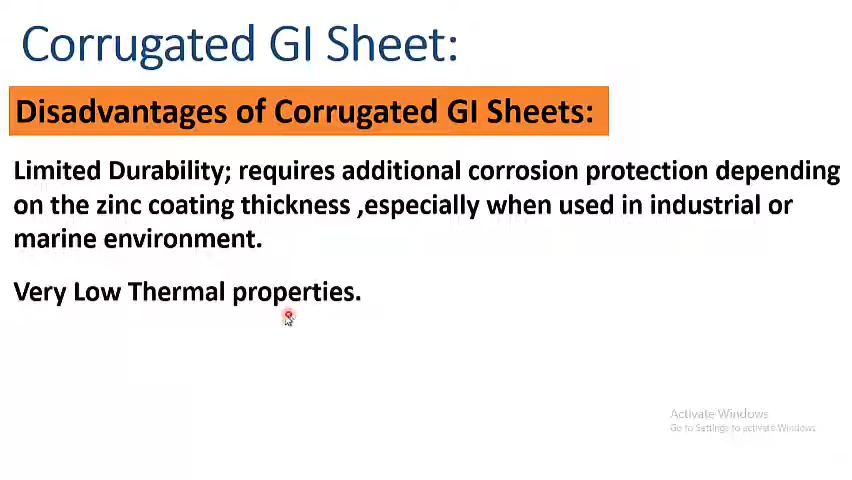 Corrugated GI Sheet:
Disadvantages of Corrugated GI Sheets:
Limited Durability; requires additional corrosion protection depending
on the zinc coating thickness ,especially when used in industrial or
marine environment.
Very Low Thermal properties.
Activate Windows
Go to Settings to activate Windows.